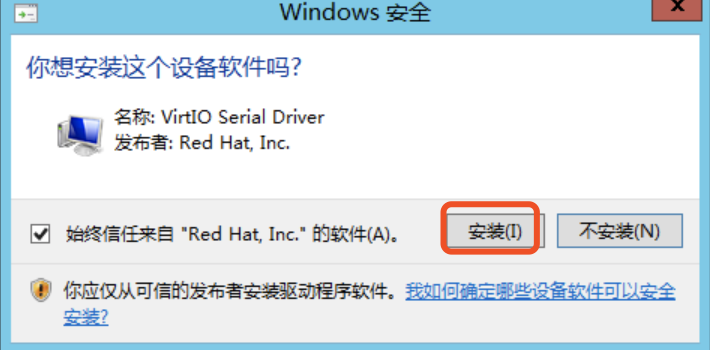 Windows 安全
你想安装这个设备软件吗?
名称: VirtIO Serial Driver
发布者: Red Hat, Inc.
始终信任来自 "Red Hat, Inc." 的软件(A)。
安装(I)
不安装(N)
你应仅从可信的发布者安装驱动程序软件。我如何确定哪些设备软件可以安全
安装?